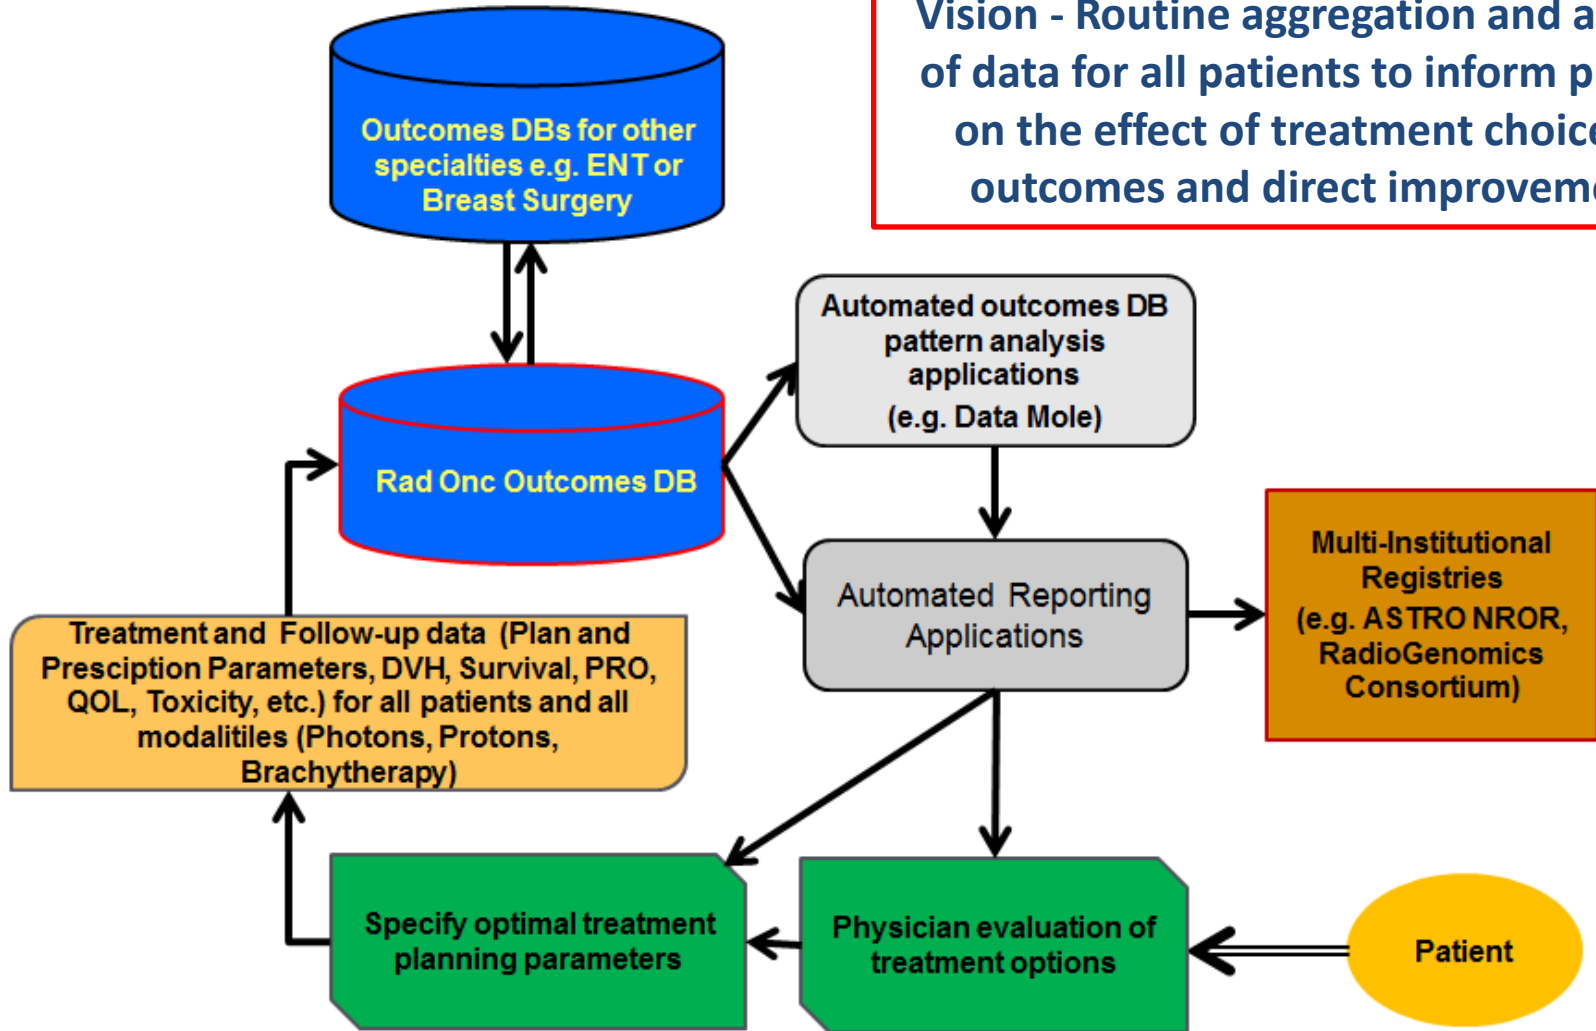 Vision - Routine aggregation and a
of data for all patients to inform p
on the effect of treatment choice
outcomes and direct improveme
Outcomes DBs for other
specialties e.g. ENT or
Breast Surgery
Automated outcomes DB
pattern analysis
applications
(e.g. Data Mole)
Rad Onc Outcomes DB
Automated Reporting
Applications
Multi-Institutional
Registries
(e.g. ASTRO NROR,
RadioGenomics
Consortium)
Treatment and Follow-up data (Plan and
Presciption Parameters, DVH, Survival, PRO,
QOL, Toxicity, etc.) for all patients and all
modalitiles (Photons, Protons,
Brachytherapy)
Specify optimal treatment
planning parameters
Physician evaluation of
treatment options
Patient